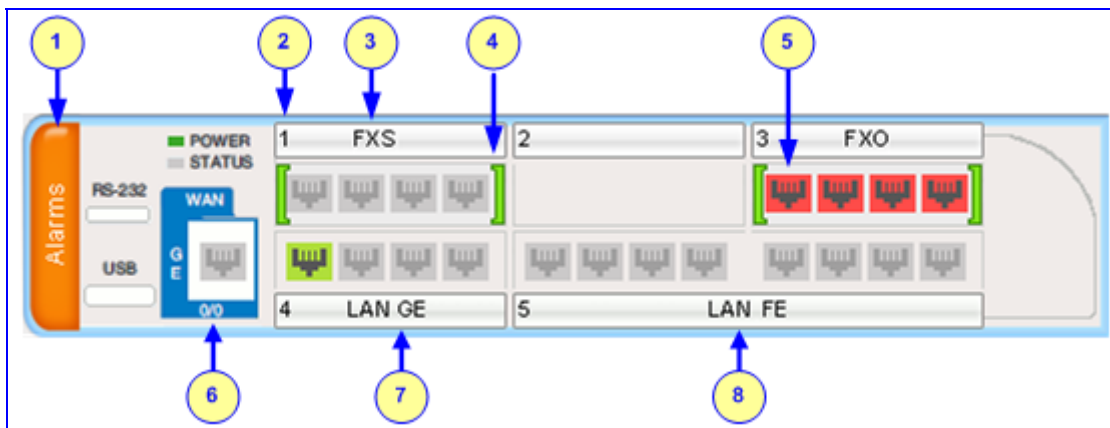 1
2
3
4
5
Alarms
POWER
STATUS
RS-232
USB
WAN
GE
0/0
1 FXS
2
3 FXO
4 LAN GE
5 LAN FE
6
7
8